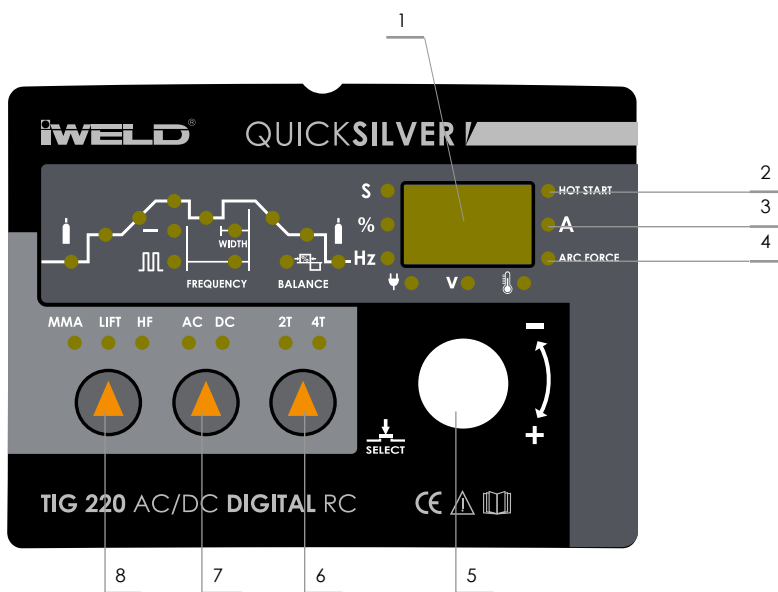 1
iWELD® QUICKSILVER
S HOT START 2
% A 3
Hz ARC FORCE 4
WIDTH
FREQUENCY BALANCE
V
MMA LIFT HF AC DC 2T 4T
-
+
SELECT
TIG 220 AC/DC DIGITAL RC CE
8 7 6 5